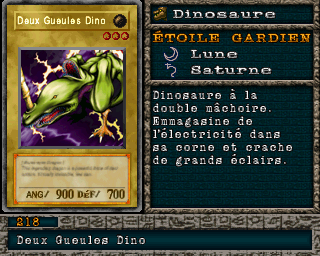 Deux Gueules Dino
ANG/ 900 DÉF/ 700
Dinosaure
ÉTOILE GARDIEN
Lune
Saturne
Dinosaure à la
double mâchoire.
Emmagasine de
l'électricité dans
sa corne et crache
de grands éclairs.
218
Deux Gueules Dino